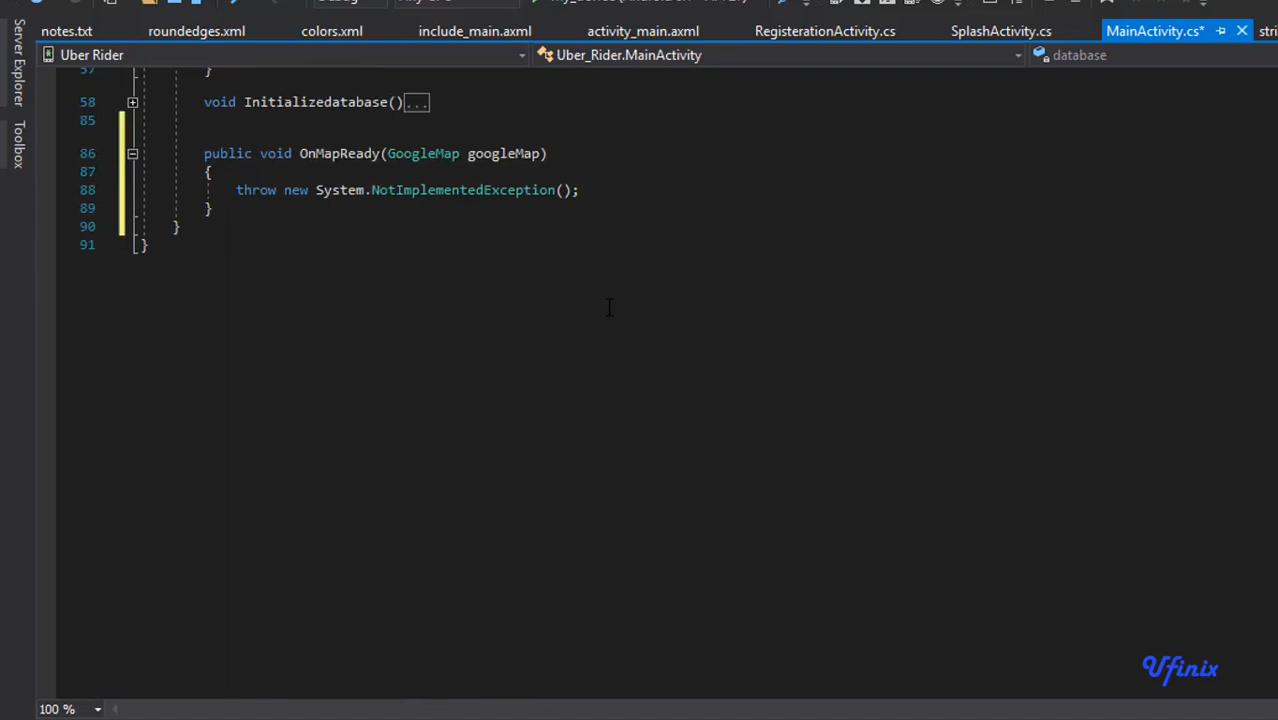 notes.txt roundedges.xml colors.xml include_main.axml activity_main.axml RegisterationActivity.cs SplashActivity.cs MainActivity.cs* stri
Uber Rider Uber_Rider.MainActivity database
Server Explorer
Toolbox
57 }
58 void Initializedatabase()...
85
86 public void OnMapReady(GoogleMap googleMap)
87 {
88 throw new System.NotImplementedException();
89 }
90 }
91 }
Ufinix
100 %